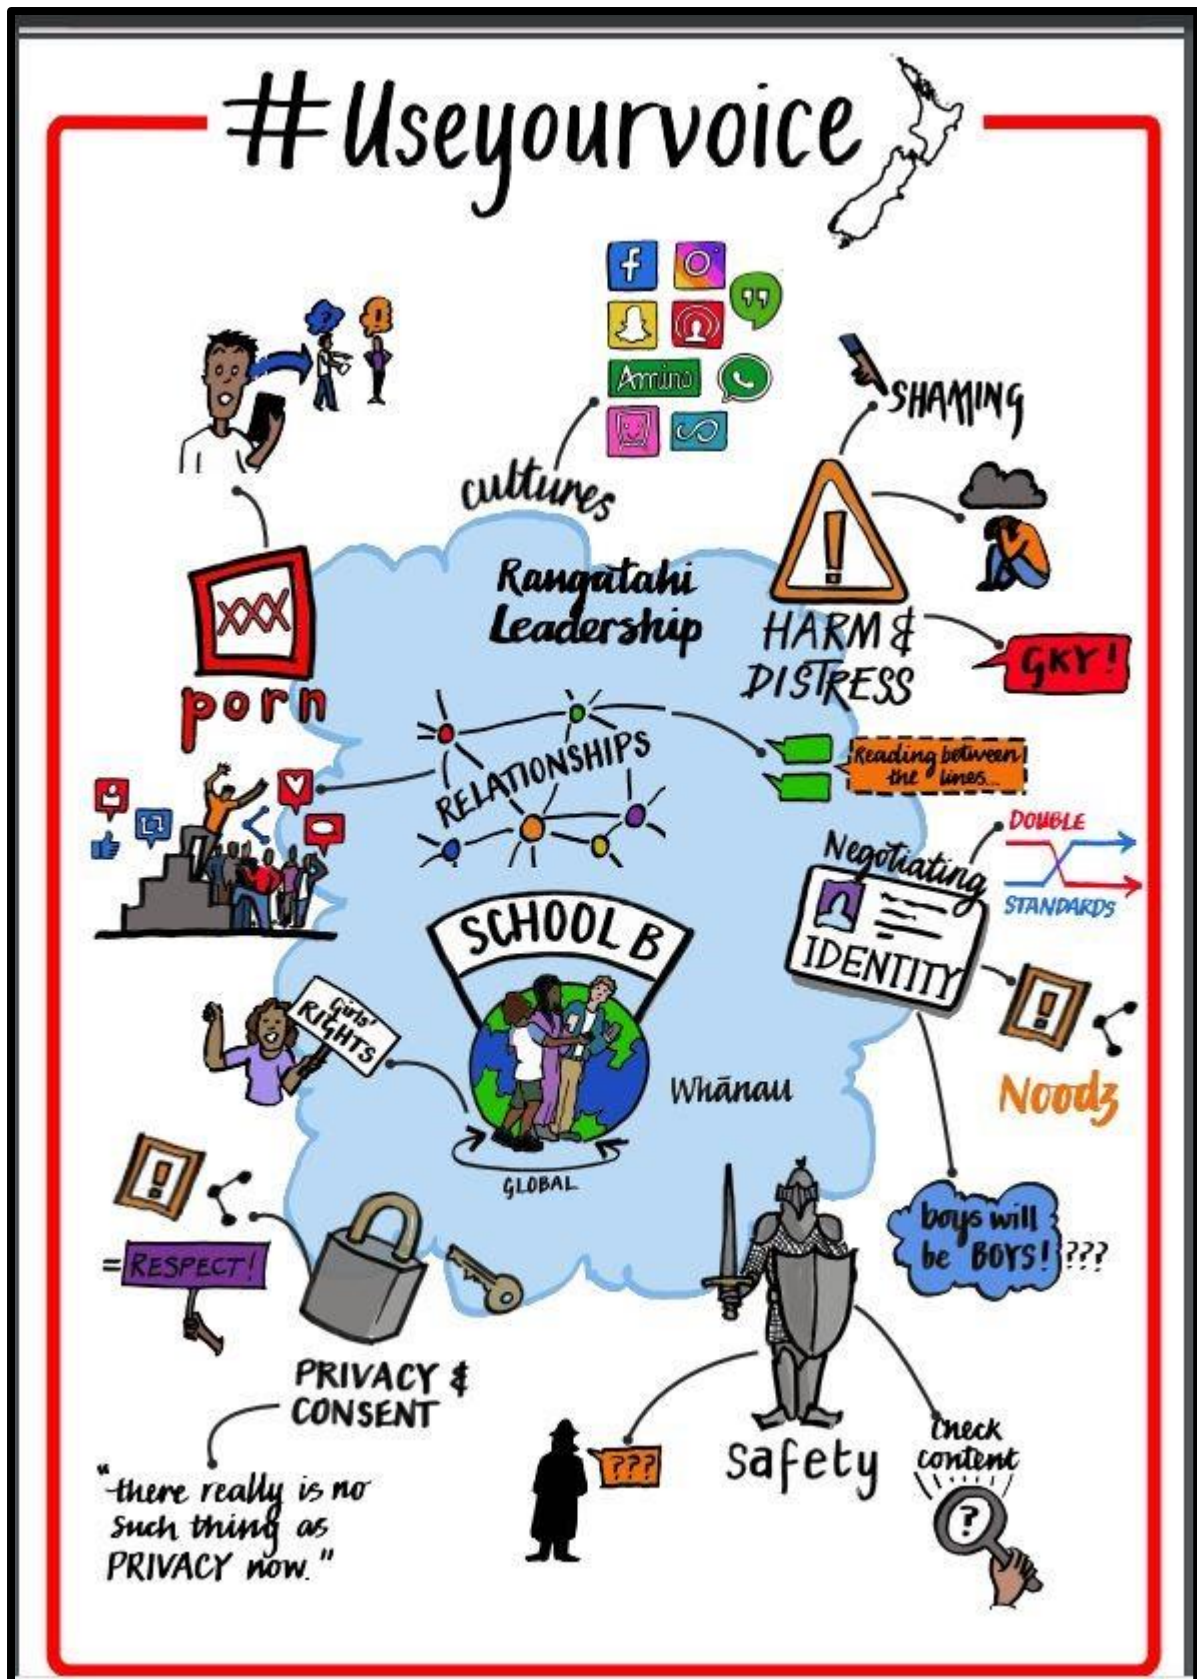 #Useyourvoice
Amino
cultures
SHAMING
Rangatahi
Leadership
HARM &
DISTRESS
GKY!
XXX
porn
RELATIONSHIPS
Reading between
the lines...
Negotiating
IDENTITY
DOUBLE
STANDARDS
SCHOOL B
Girls'
RIGHTS
Whānau
GLOBAL
Noodz
boys will
be BOYS!
???
= RESPECT!
PRIVACY &
CONSENT
"there really is no
such thing as
PRIVACY now."
???
Safety
Check
content
?